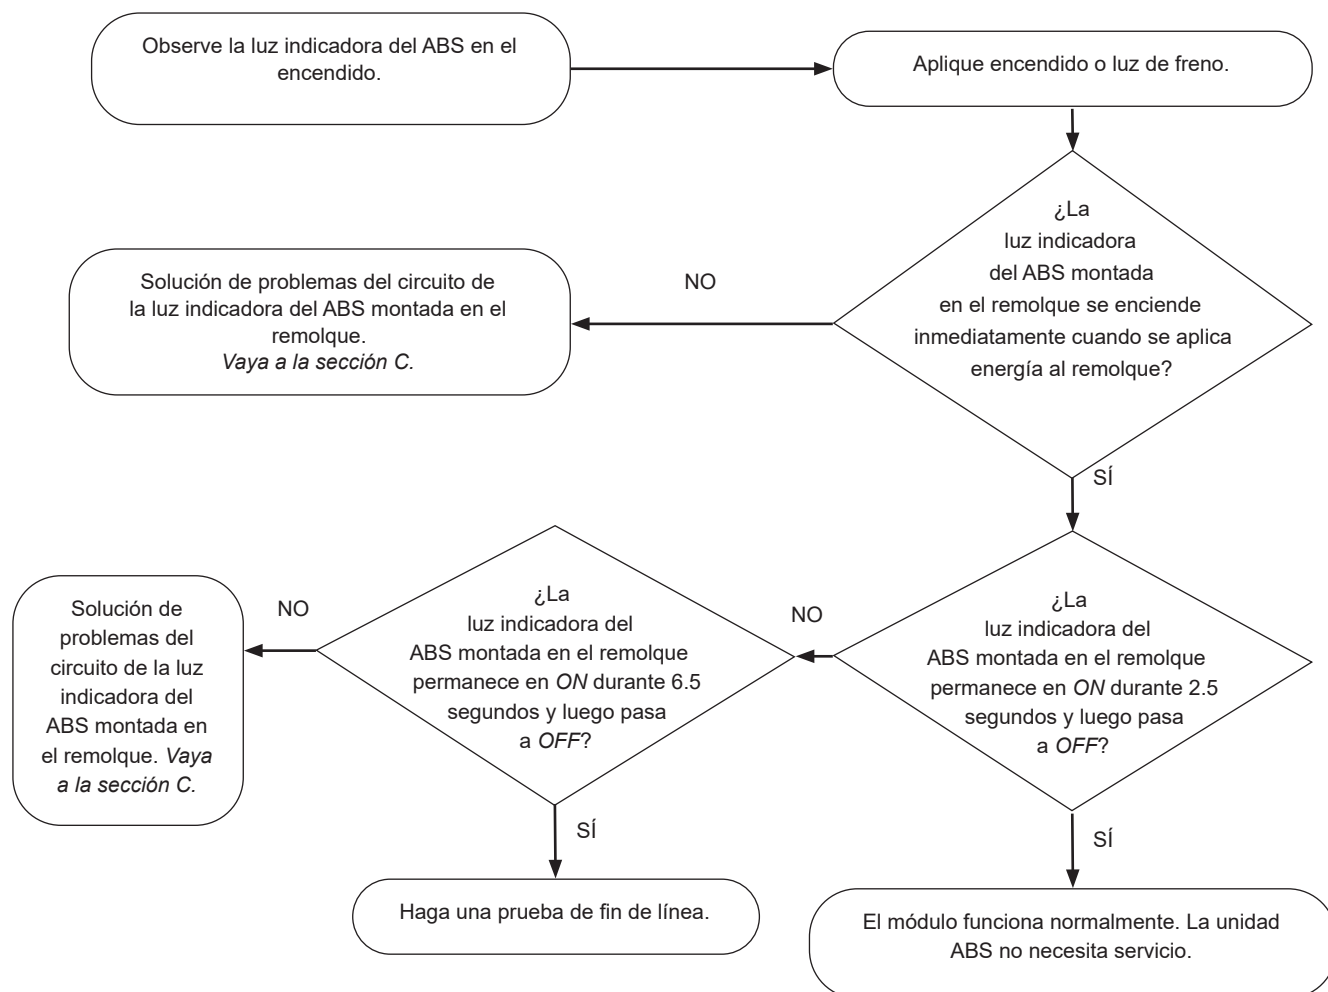 Observe la luz indicadora del ABS en el
encendido.
Aplique encendido o luz de freno.
¿La
luz indicadora
del ABS montada
en el remolque se enciende
inmediatamente cuando se aplica
energía al remolque?
NO
Solución de problemas del circuito de
la luz indicadora del ABS montada en el
remolque.
Vaya a la sección C.
SÍ
¿La
luz indicadora del
ABS montada en el remolque
permanece en ON durante 2.5
segundos y luego pasa
a OFF?
NO
¿La
luz indicadora del
ABS montada en el remolque
permanece en ON durante 6.5
segundos y luego pasa
a OFF?
NO
Solución de
problemas del
circuito de la luz
indicadora del
ABS montada en
el remolque. Vaya
a la sección C.
SÍ
Haga una prueba de fin de línea.
SÍ
El módulo funciona normalmente. La unidad
ABS no necesita servicio.